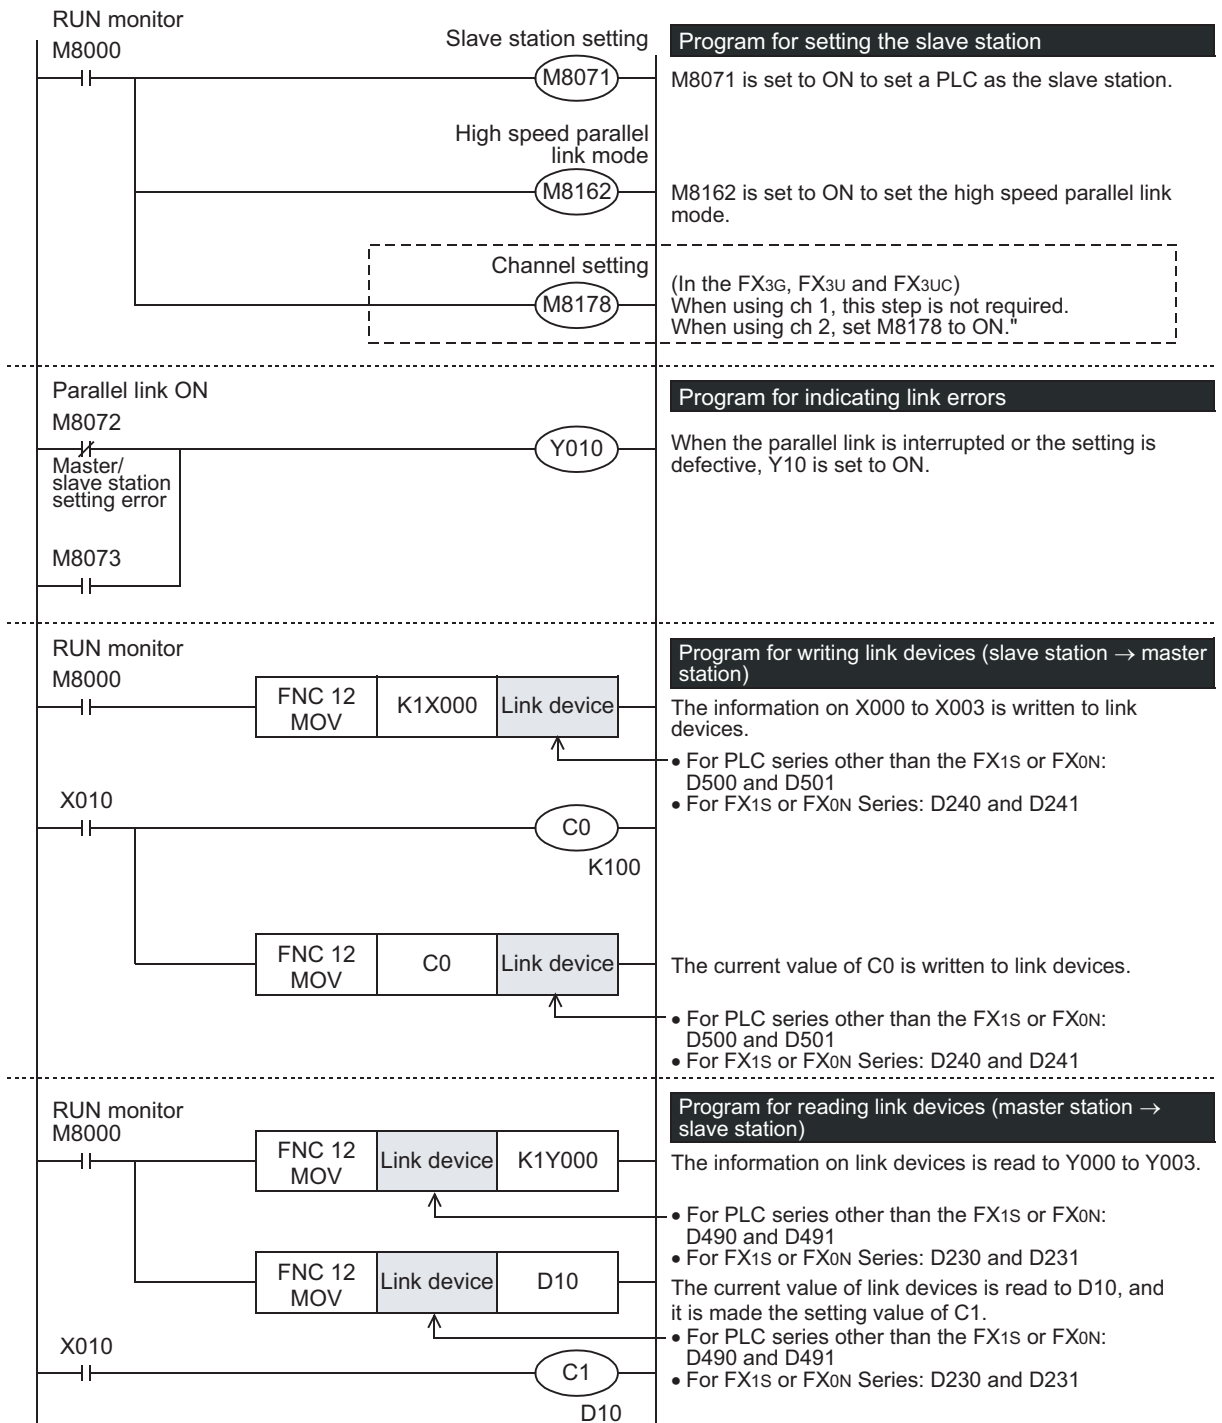 RUN monitor
M8000
Slave station setting
M8071
Program for setting the slave station
M8071 is set to ON to set a PLC as the slave station.
High speed parallel
link mode
M8162
M8162 is set to ON to set the high speed parallel link
mode.
Channel setting
M8178
(In the FX3G, FX3U and FX3UC)
When using ch 1, this step is not required.
When using ch 2, set M8178 to ON."
Parallel link ON
M8072
Master/
slave station
setting error
M8073
Y010
Program for indicating link errors
When the parallel link is interrupted or the setting is
defective, Y10 is set to ON.
RUN monitor
M8000
FNC 12
MOV
K1X000
Link device
Program for writing link devices (slave station → master
station)
The information on X000 to X003 is written to link
devices.
• For PLC series other than the FX1S or FX0N:
D500 and D501
• For FX1S or FX0N Series: D240 and D241
X010
C0
K100
FNC 12
MOV
C0
Link device
The current value of C0 is written to link devices.
• For PLC series other than the FX1S or FX0N:
D500 and D501
• For FX1S or FX0N Series: D240 and D241
RUN monitor
M8000
FNC 12
MOV
Link device
K1Y000
Program for reading link devices (master station →
slave station)
The information on link devices is read to Y000 to Y003.
• For PLC series other than the FX1S or FX0N:
D490 and D491
• For FX1S or FX0N Series: D230 and D231
FNC 12
MOV
Link device
D10
The current value of link devices is read to D10, and
it is made the setting value of C1.
• For PLC series other than the FX1S or FX0N:
D490 and D491
• For FX1S or FX0N Series: D230 and D231
X010
C1
D10